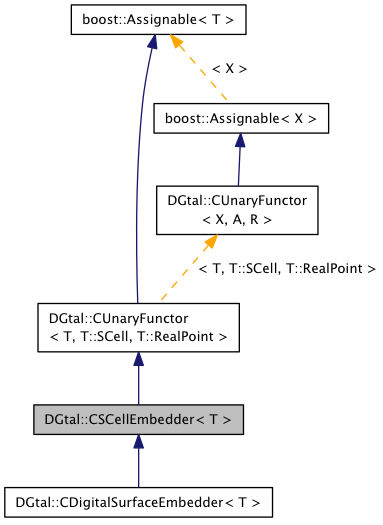 boost::Assignable< T >
< X >
boost::Assignable< X >
DGtal::CUnaryFunctor
< X, A, R >
< T, T::SCell, T::RealPoint >
DGtal::CUnaryFunctor
< T, T::SCell, T::RealPoint >
DGtal::CSCellEmbedder< T >
DGtal::CDigitalSurfaceEmbedder< T >